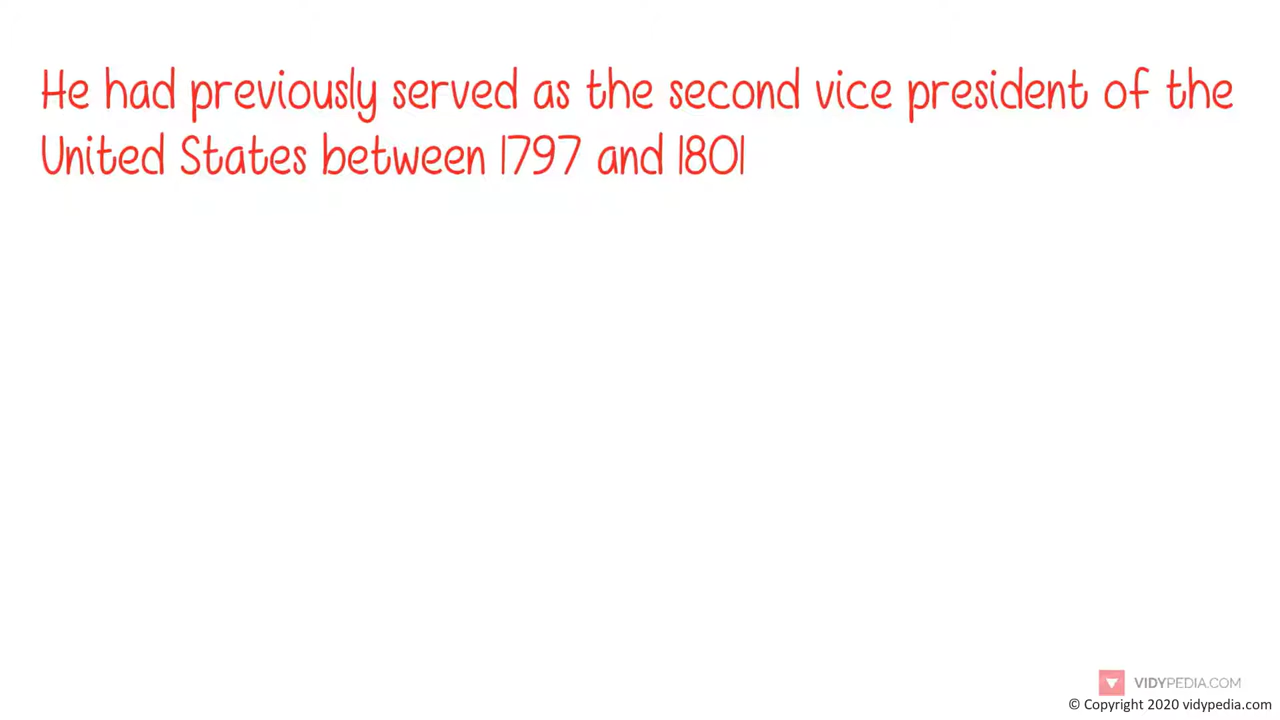 He had previously served as the second vice president of the
United States between 1797 and 1801
VIDYPEDIA.COM
© Copyright 2020 vidypedia.com